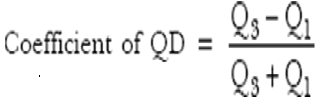 Coefficient of QD = (Q₃ − Q₁) / (Q₃ + Q₁)